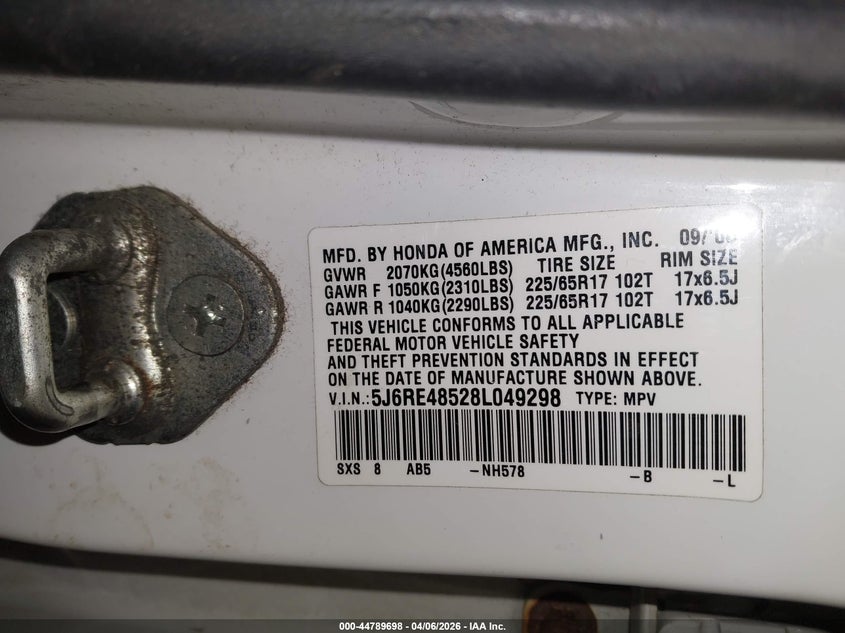 MFD. BY HONDA OF AMERICA MFG., INC. 09/
GVWR 2070KG(4560LBS) TIRE SIZE RIM SIZE
GAWR F 1050KG(2310LBS) 225/65R17 102T 17x6.5J
GAWR R 1040KG(2290LBS) 225/65R17 102T 17x6.5J
THIS VEHICLE CONFORMS TO ALL APPLICABLE
FEDERAL MOTOR VEHICLE SAFETY
AND THEFT PREVENTION STANDARDS IN EFFECT
ON THE DATE OF MANUFACTURE SHOWN ABOVE.
V.I.N.:5J6RE48528L049298 TYPE: MPV
SXS 8 AB5 -NH578 -B -L
000-44789698 - 04/06/2026 - IAA Inc.